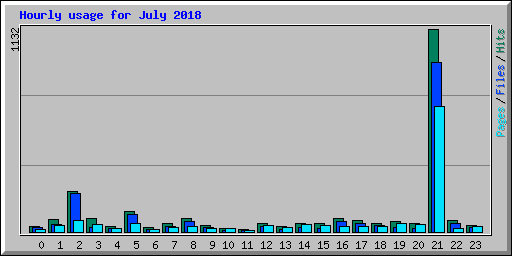 Hourly usage for July 2018
1132
Pages/Files/Hits
0 1 2 3 4 5 6 7 8 9 10 11 12 13 14 15 16 17 18 19 20 21 22 23